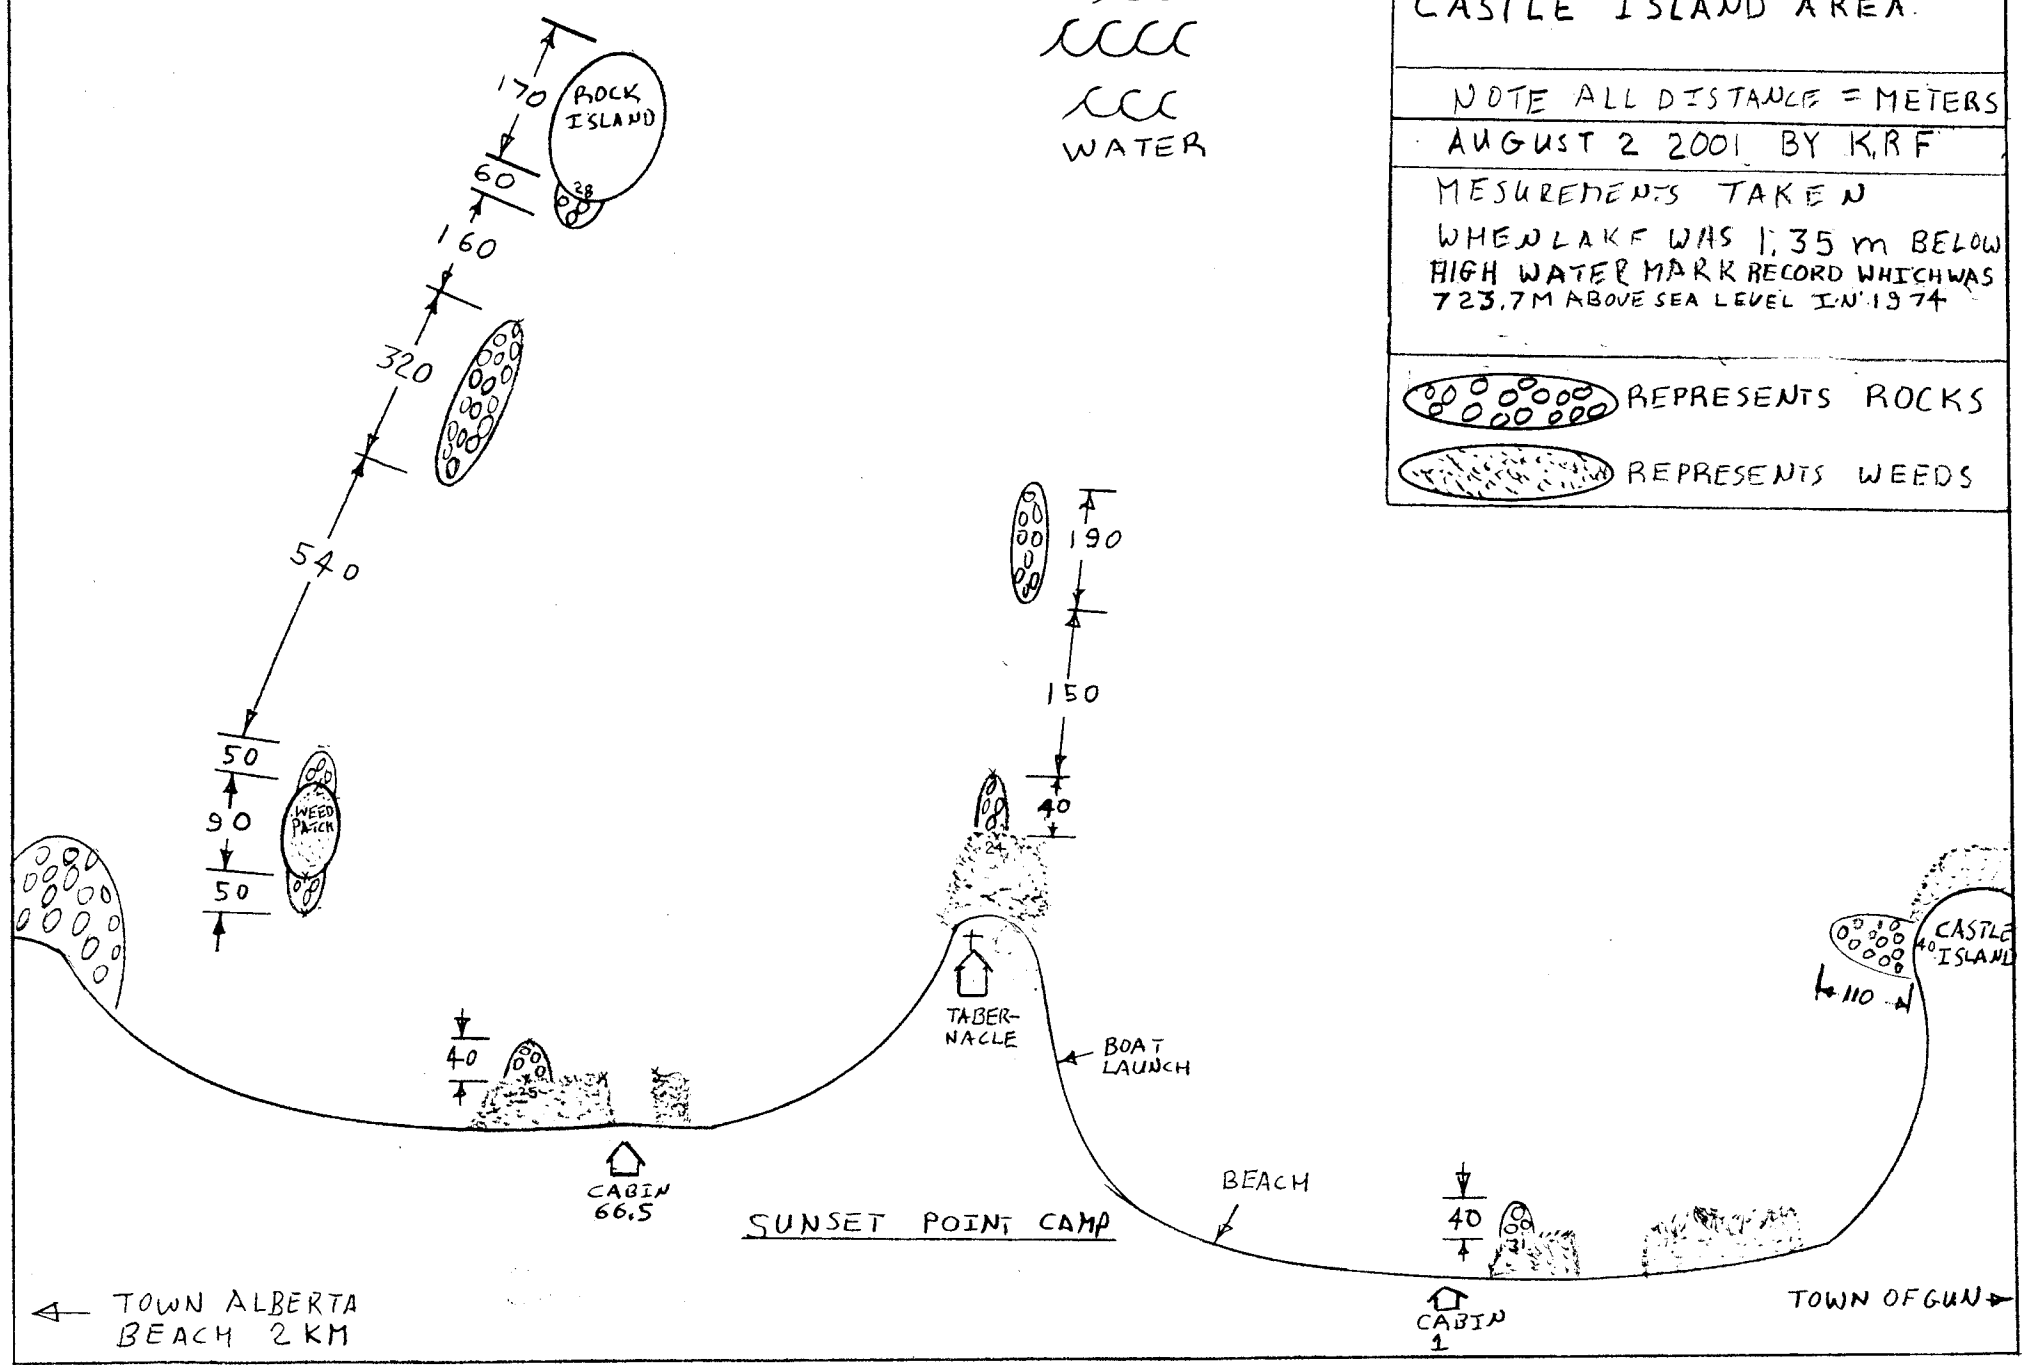 CASTLE ISLAND AREA.
NOTE ALL DISTANCE = METERS
AUGUST 2 2001 BY K.R F
MESUREMENTS TAKEN
WHEN LAKE WAS 1.35 m BELOW
HIGH WATER MARK RECORD WHICH WAS
723.7M ABOVE SEA LEVEL IN 1974
REPRESENTS ROCKS
REPRESENTS WEEDS
WATER
170
ROCK
ISLAND
60
28
160
320
540
50
90
50
WEED
PATCH
190
150
40
24
TABER-
NACLE
BOAT
LAUNCH
CASTLE
40 ISLAND
110
40
25
CABIN
66.5
SUNSET POINT CAMP
BEACH
40
31
CABIN
1
TOWN ALBERTA
BEACH 2 KM
TOWN OF GUN